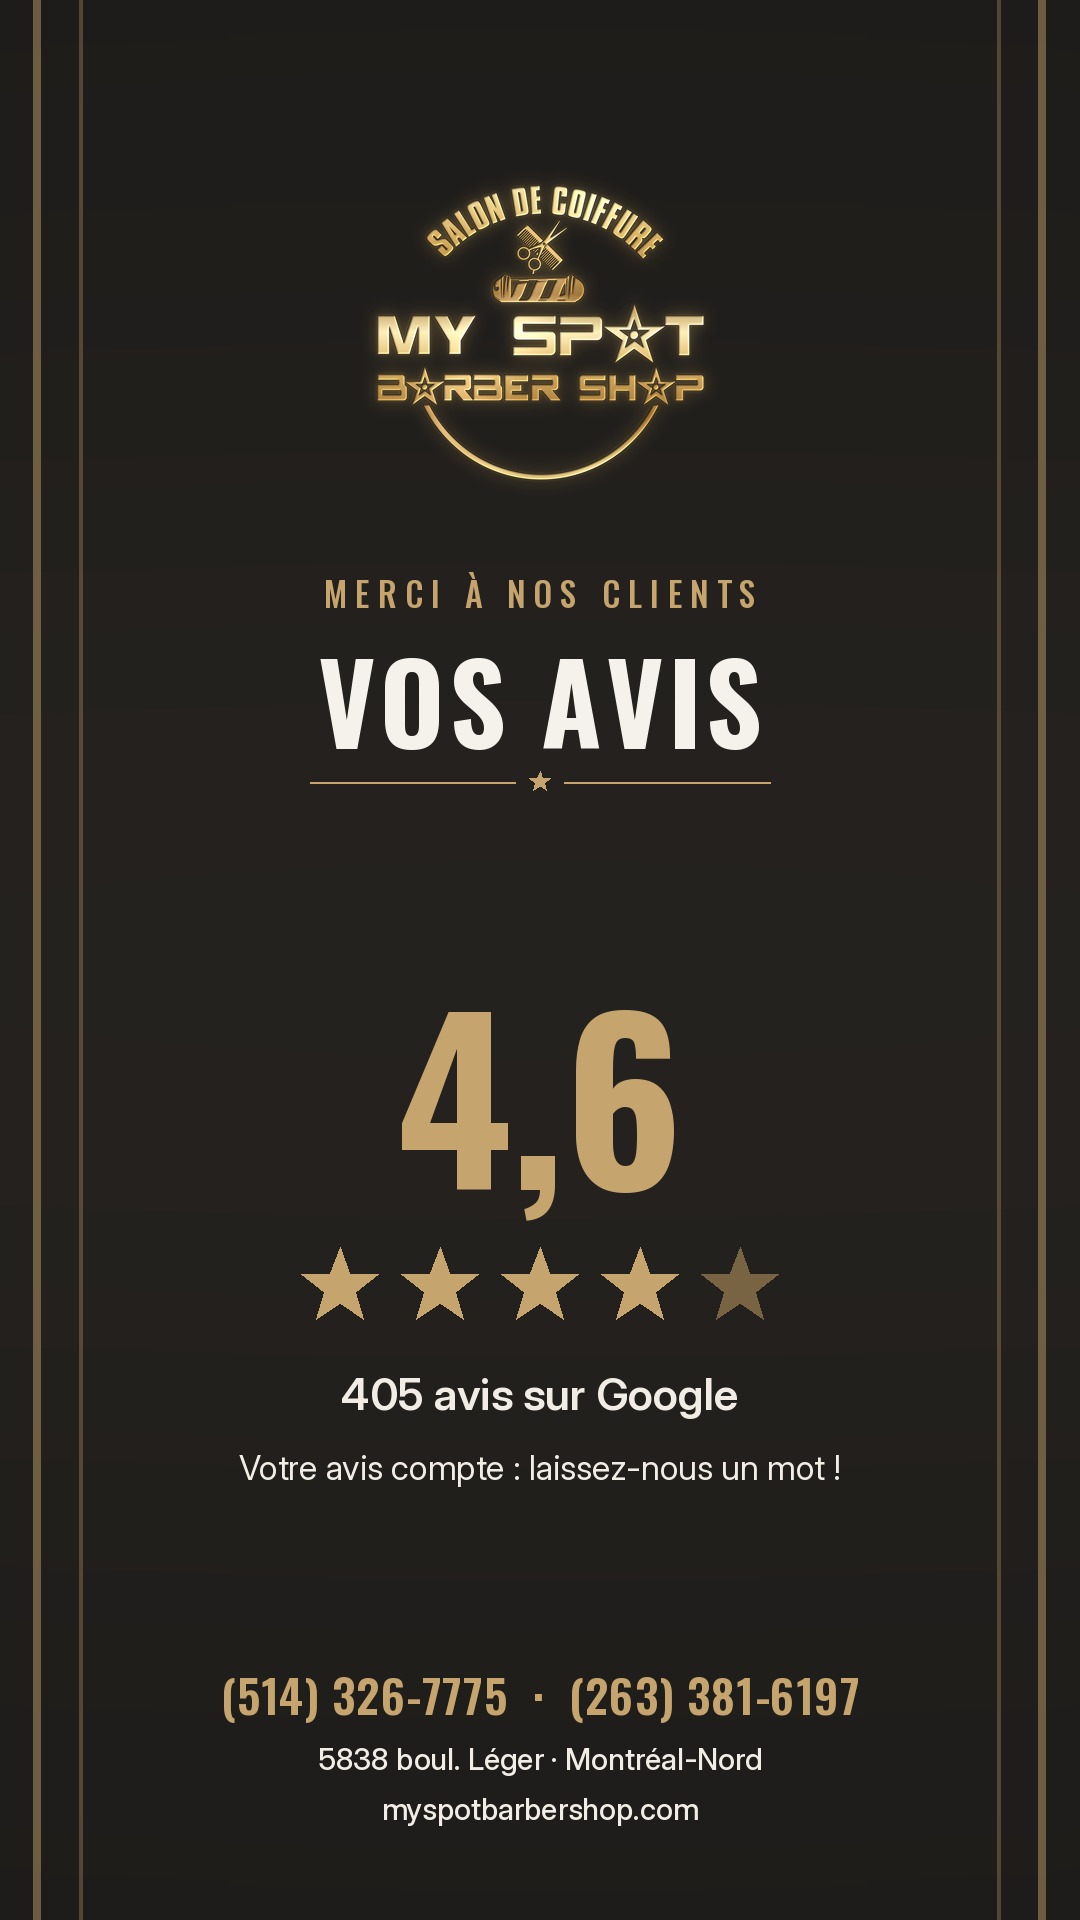 SALON DE COIFFURE
MY SPOT
BARBER SHOP
MERCI À NOS CLIENTS
VOS AVIS
4,6
405 avis sur Google
Votre avis compte : laissez-nous un mot !
(514) 326-7775 · (263) 381-6197
5838 boul. Léger · Montréal-Nord
myspotbarbershop.com